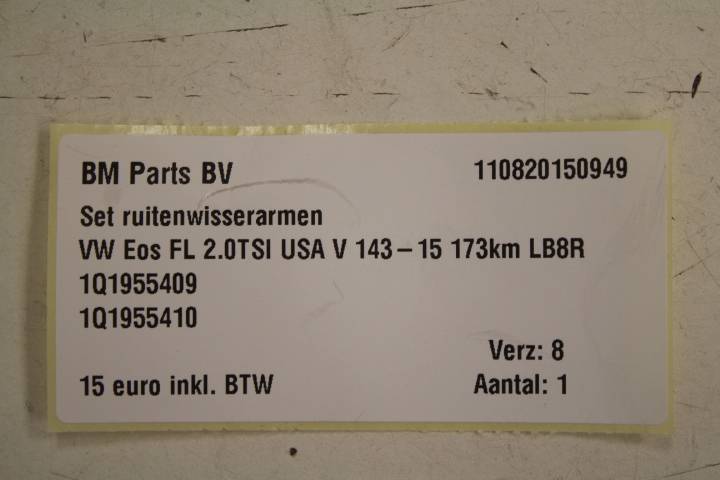 BM Parts BV 110820150949
Set ruitenwisserarmen
VW Eos FL 2.0TSI USA V 143-15 173km LB8R
1Q1955409
1Q1955410
Verz: 8
15 euro inkl. BTW Aantal: 1